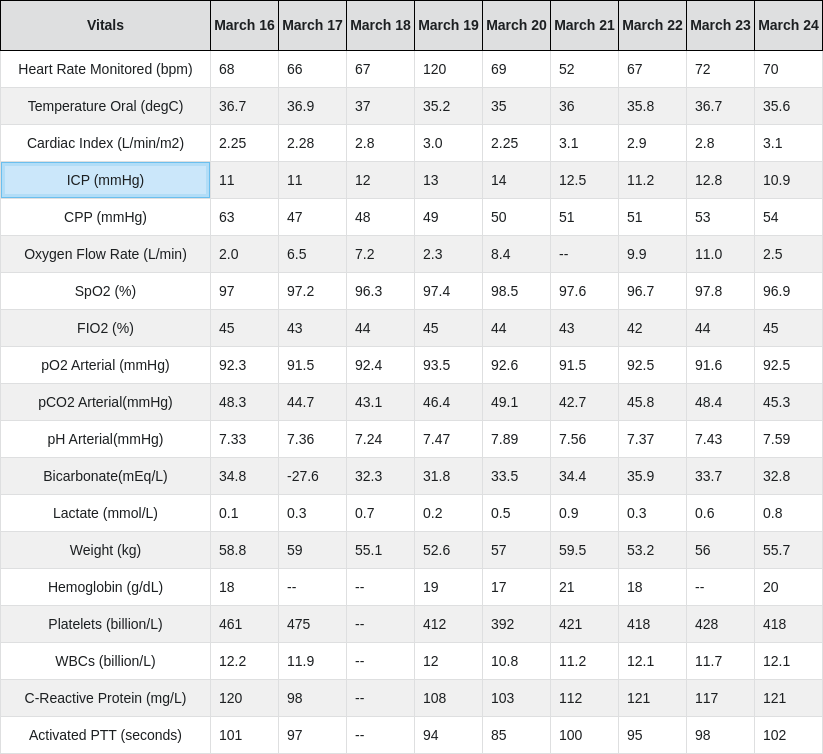 Vitals March 16 March 17 March 18 March 19 March 20 March 21 March 22 March 23 March 24
Heart Rate Monitored (bpm) 68 66 67 120 69 52 67 72 70
Temperature Oral (degC) 36.7 36.9 37 35.2 35 36 35.8 36.7 35.6
Cardiac Index (L/min/m2) 2.25 2.28 2.8 3.0 2.25 3.1 2.9 2.8 3.1
ICP (mmHg) 11 11 12 13 14 12.5 11.2 12.8 10.9
CPP (mmHg) 63 47 48 49 50 51 51 53 54
Oxygen Flow Rate (L/min) 2.0 6.5 7.2 2.3 8.4 -- 9.9 11.0 2.5
SpO2 (%) 97 97.2 96.3 97.4 98.5 97.6 96.7 97.8 96.9
FIO2 (%) 45 43 44 45 44 43 42 44 45
pO2 Arterial (mmHg) 92.3 91.5 92.4 93.5 92.6 91.5 92.5 91.6 92.5
pCO2 Arterial(mmHg) 48.3 44.7 43.1 46.4 49.1 42.7 45.8 48.4 45.3
pH Arterial(mmHg) 7.33 7.36 7.24 7.47 7.89 7.56 7.37 7.43 7.59
Bicarbonate(mEq/L) 34.8 -27.6 32.3 31.8 33.5 34.4 35.9 33.7 32.8
Lactate (mmol/L) 0.1 0.3 0.7 0.2 0.5 0.9 0.3 0.6 0.8
Weight (kg) 58.8 59 55.1 52.6 57 59.5 53.2 56 55.7
Hemoglobin (g/dL) 18 -- -- 19 17 21 18 -- 20
Platelets (billion/L) 461 475 -- 412 392 421 418 428 418
WBCs (billion/L) 12.2 11.9 -- 12 10.8 11.2 12.1 11.7 12.1
C-Reactive Protein (mg/L) 120 98 -- 108 103 112 121 117 121
Activated PTT (seconds) 101 97 -- 94 85 100 95 98 102